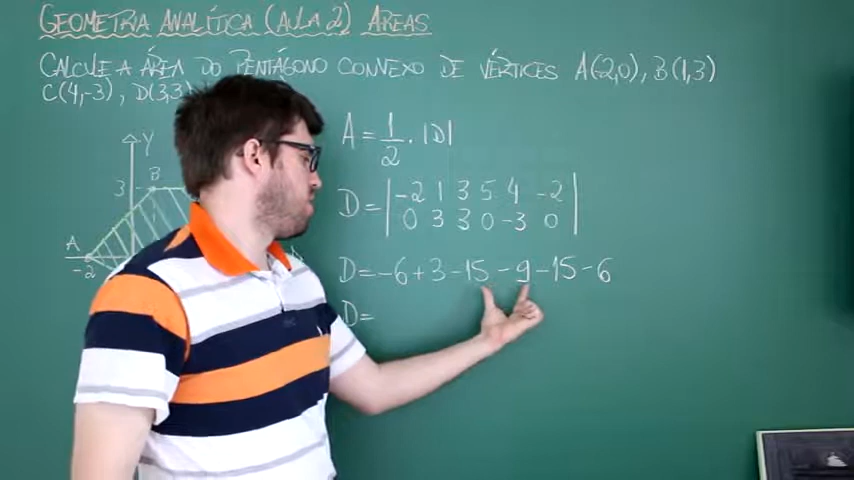 GEOMETRIA ANALÍTICA (AULA 2) ÁREAS
CALCULE A ÁREA DO PENTÁGONO CONVEXO DE VÉRTICES A(2,0), B(1,3)
C(4,-3), D(3,3)
A = 1/2 . |D|
D = | -2 1 3 5 4 -2 |
0 3 3 0 -3 0
D = -6 + 3 - 15 - 9 - 15 - 6
D =
Y
3
B
A
-2